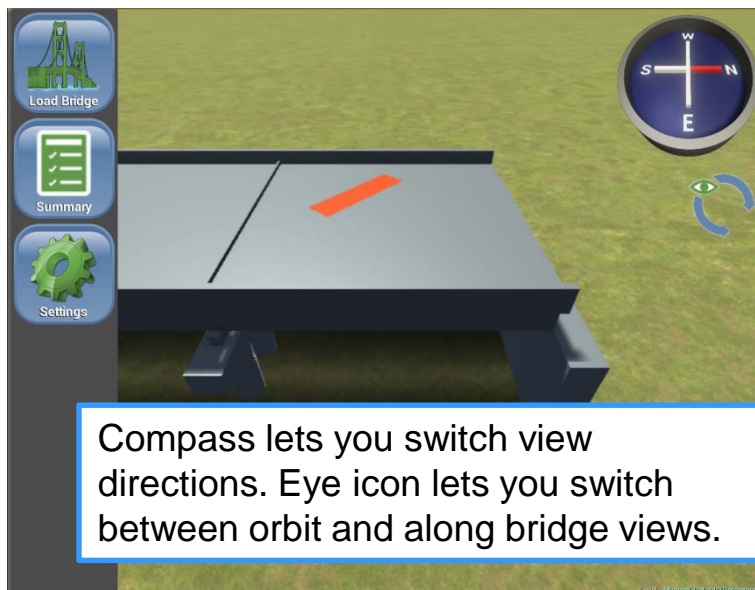 Load Bridge
Summary
Settings
W
S N
E
Compass lets you switch view
directions. Eye icon lets you switch
between orbit and along bridge views.